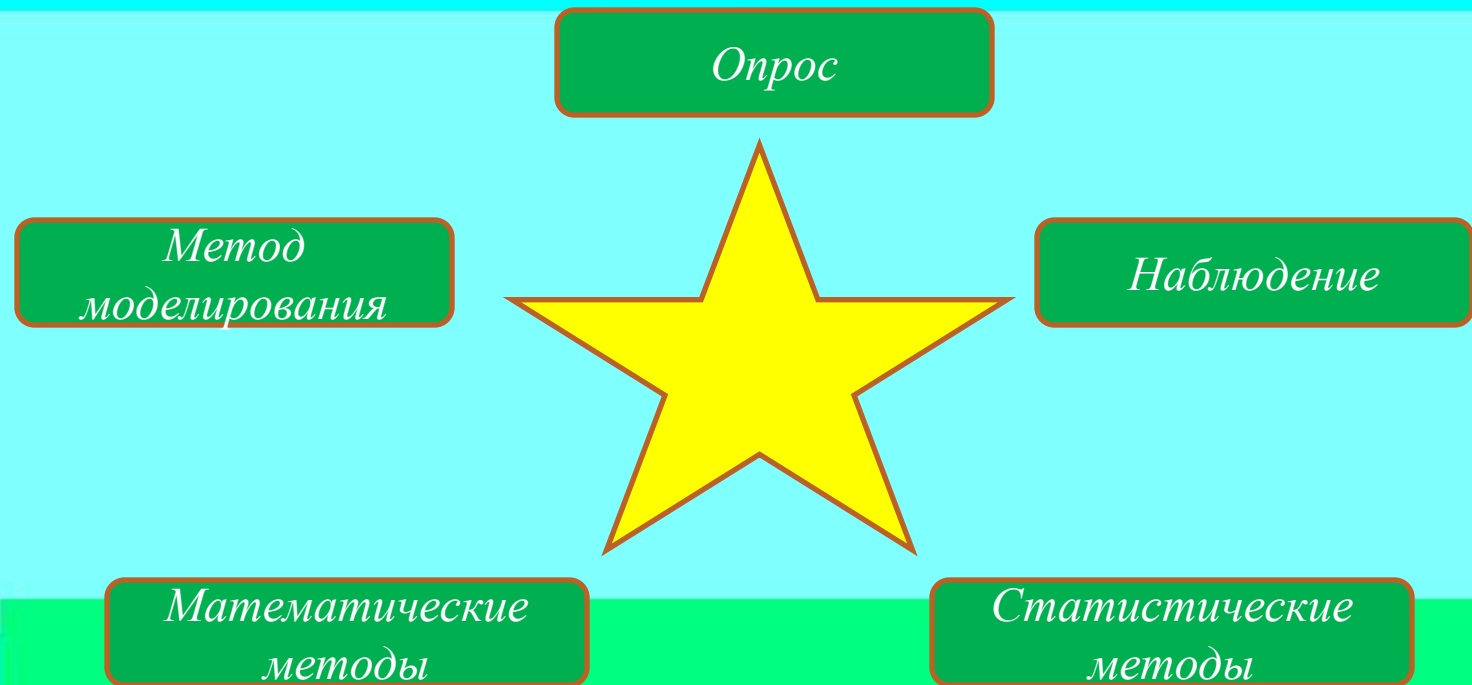 Опрос
Метод
моделирования
Наблюдение
Математические
методы
Статистические
методы